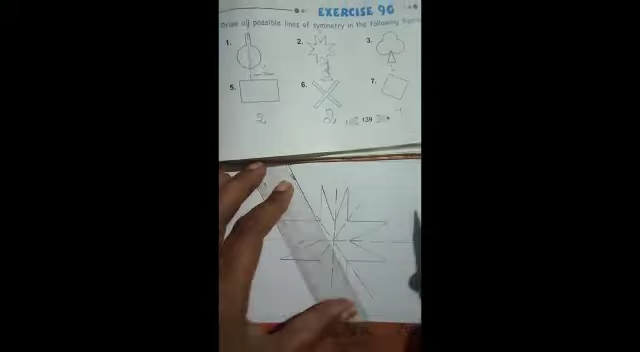 EXERCISE 9G
Draw all possible lines of symmetry in the following figures
1. 2. 3.
5. 6. 7.
2 2
139